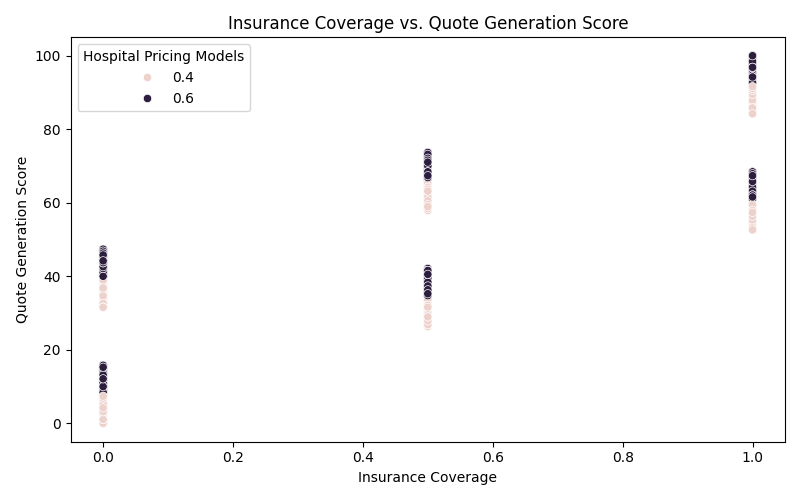 Insurance Coverage vs. Quote Generation Score
Hospital Pricing Models
0.4
0.6
100
80
60
40
20
0
Quote Generation Score
0.0 0.2 0.4 0.6 0.8 1.0
Insurance Coverage